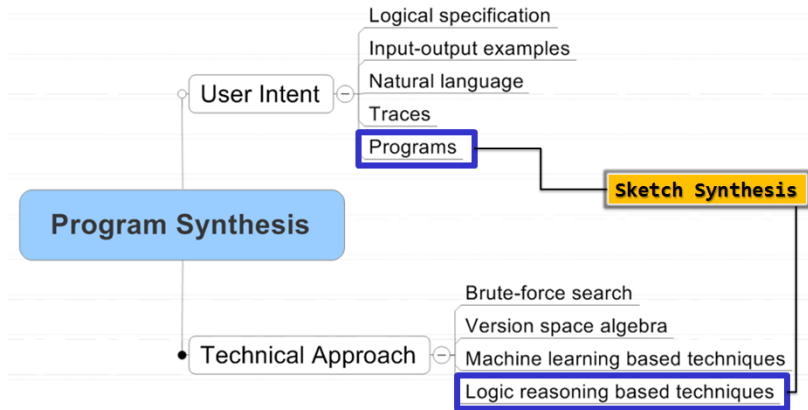 Logical specification
Input-output examples
User Intent
Natural language
Traces
Programs
Sketch Synthesis
Program Synthesis
Brute-force search
Version space algebra
Technical Approach
Machine learning based techniques
Logic reasoning based techniques